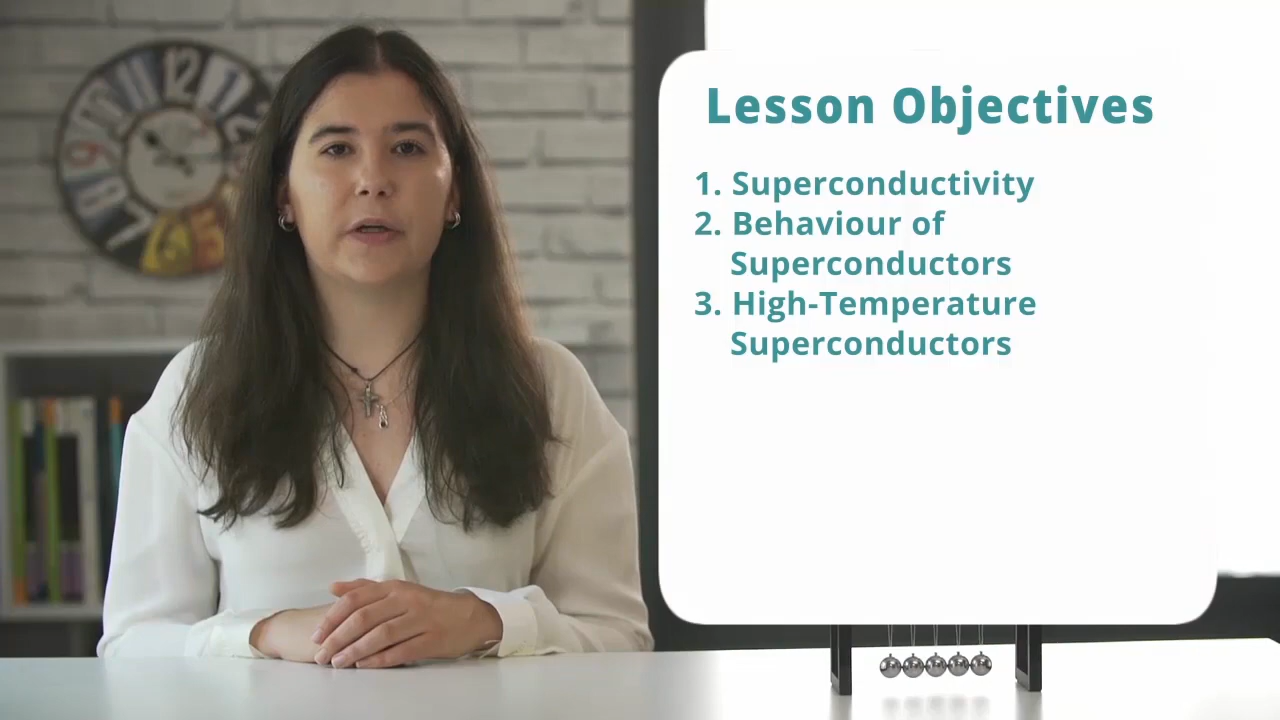 Lesson Objectives
1. Superconductivity
2. Behaviour of
Superconductors
3. High-Temperature
Superconductors